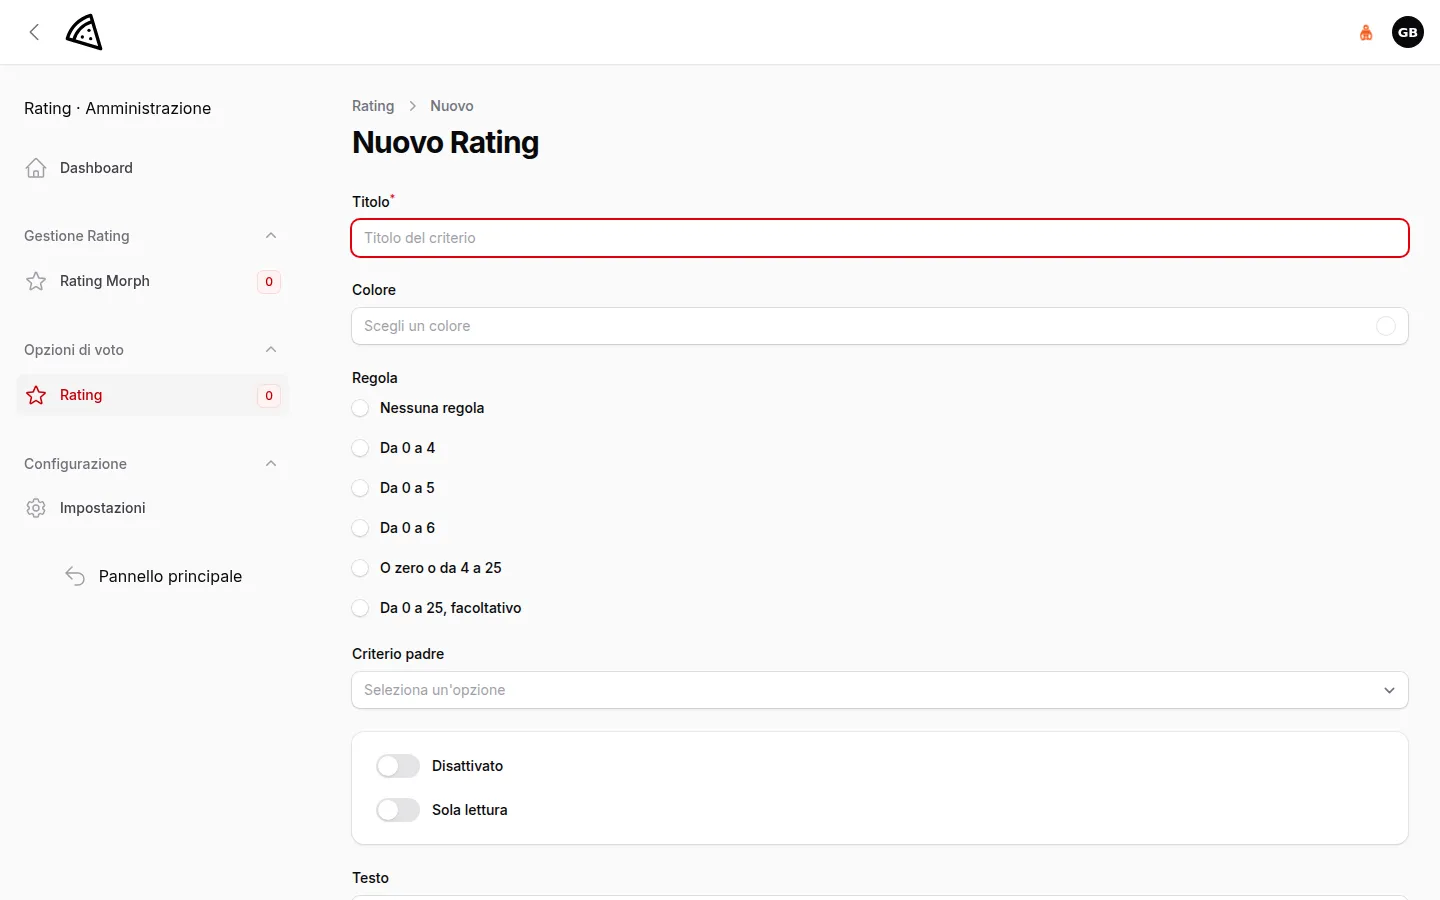 GB
Rating · Amministrazione
Dashboard
Gestione Rating
Rating Morph 0
Opzioni di voto
Rating 0
Configurazione
Impostazioni
Pannello principale
Rating > Nuovo
Nuovo Rating
Titolo*
Titolo del criterio
Colore
Scegli un colore
Regola
Nessuna regola
Da 0 a 4
Da 0 a 5
Da 0 a 6
O zero o da 4 a 25
Da 0 a 25, facoltativo
Criterio padre
Seleziona un'opzione
Disattivato
Sola lettura
Testo